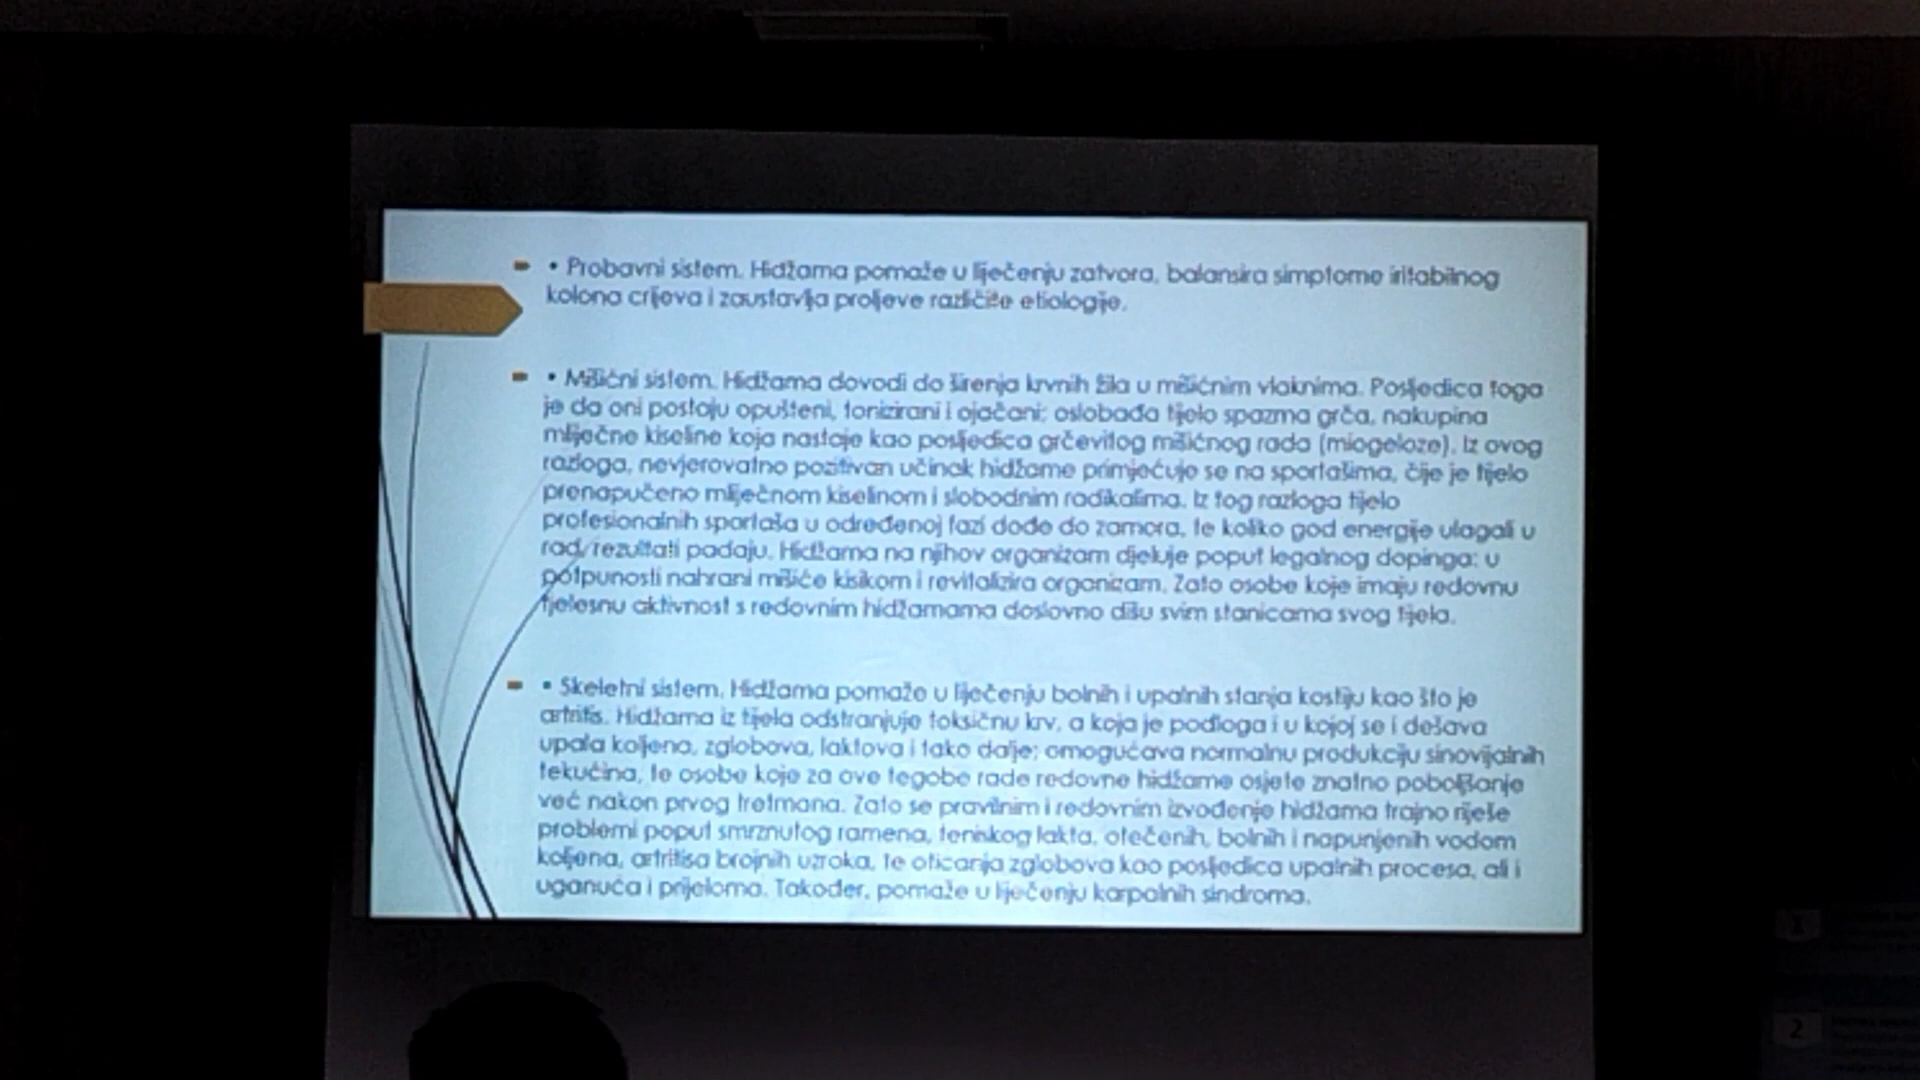 • Probavni sistem. Hidžama pomaže u liječenju zatvora, balansira simptome iritabilnog
kolona crijeva i zaustavlja proljeve različite etiologije.
• Mišićni sistem. Hidžama dovodi do širenja krvnih žila u mišićnim vlaknima. Posljedica toga
je da oni postaju opušteni, tonizirani i ojačani; oslobađa tijelo spazma grča, nakupina
mliječne kiseline koja nastaje kao posljedica grčevitog mišićnog rada (miogeloze). Iz ovog
razloga, nevjerovatno pozitivan učinak hidžame primjećuje se na sportašima, čije je tijelo
prenapučeno mliječnom kiselinom i slobodnim radikalima. Iz tog razloga tijelo
profesionalnih sportaša u određenoj fazi dođe do zamora, te koliko god energije ulagali u
rad, rezultati padaju. Hidžama na njihov organizam djeluje poput legalnog dopinga: u
potpunosti nahrani mišiće kisikom i revitalizira organizam. Zato osobe koje imaju redovnu
tjelesnu aktivnost s redovnim hidžamama doslovno dišu svim stanicama svog tijela.
• Skeletni sistem. Hidžama pomaže u liječenju bolnih i upalnih stanja kostiju kao što je
artritis. Hidžama iz tijela odstranjuje toksičnu krv, a koja je podloga i u kojoj se i dešava
upala koljena, zglobova, laktova i tako dalje; omogućava normalnu produkciju sinovijalnih
tekućina, te osobe koje za ove tegobe rade redovne hidžame osjete znatno poboljšanje
već nakon prvog tretmana. Zato se pravilnim i redovnim izvođenje hidžama trajno riješe
problemi poput smrznutog ramena, teniskog lakta, otečenih, bolnih i napunjenih vodom
koljena, artritisa brojnih uzroka, te oticanja zglobova kao posljedica upalnih procesa, ali i
uganuća i prijeloma. Također, pomaže u liječenju karpalnih sindroma.
2